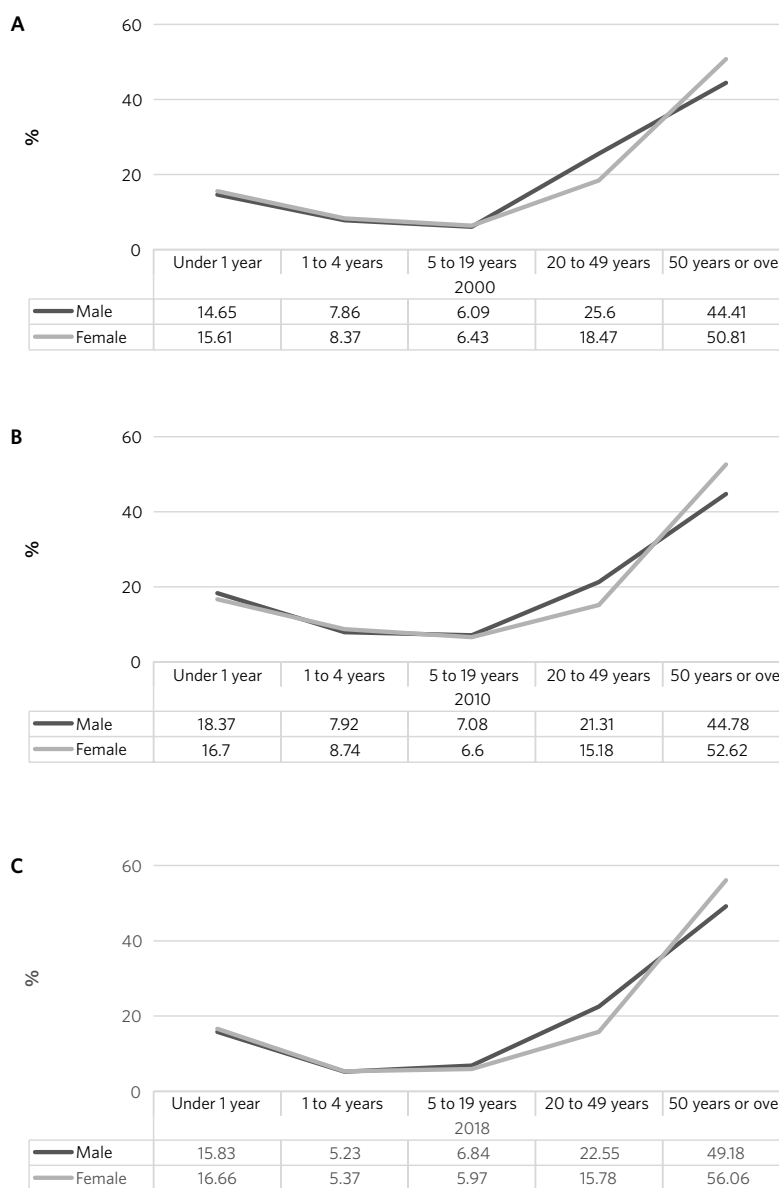 A
60
40
%
20
0
Under 1 year 1 to 4 years 5 to 19 years 20 to 49 years 50 years or ove
2000
Male 14.65 7.86 6.09 25.6 44.41
Female 15.61 8.37 6.43 18.47 50.81
B
60
40
%
20
0
Under 1 year 1 to 4 years 5 to 19 years 20 to 49 years 50 years or ove
2010
Male 18.37 7.92 7.08 21.31 44.78
Female 16.7 8.74 6.6 15.18 52.62
C
60
40
%
20
0
Under 1 year 1 to 4 years 5 to 19 years 20 to 49 years 50 years or ove
2018
Male 15.83 5.23 6.84 22.55 49.18
Female 16.66 5.37 5.97 15.78 56.06